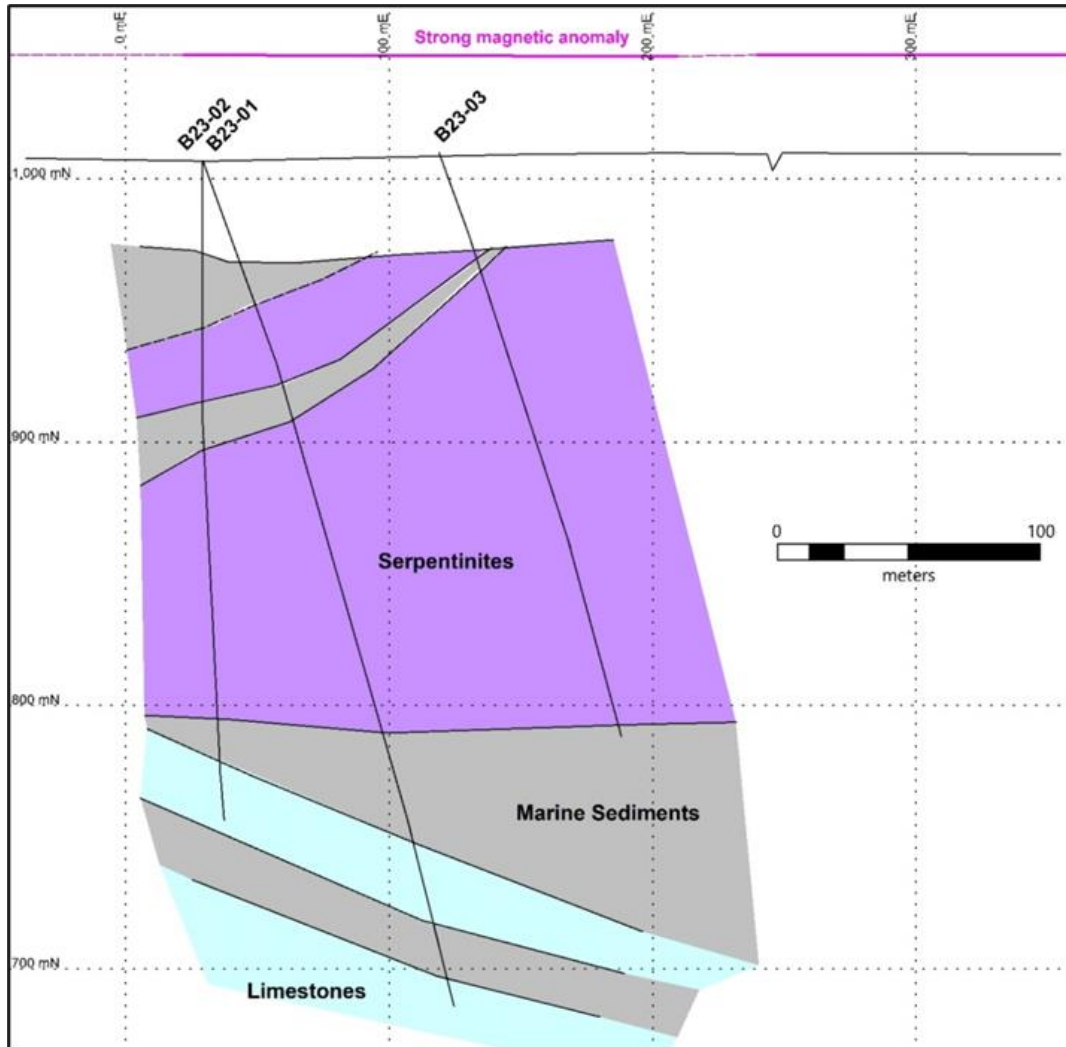 0 mE
100 mE
200 mE
300 mE
Strong magnetic anomaly
B23-02
B23-01
B23-03
1,000 mN
900 mN
Serpentinites
0 100
meters
800 mN
Marine Sediments
700 mN
Limestones